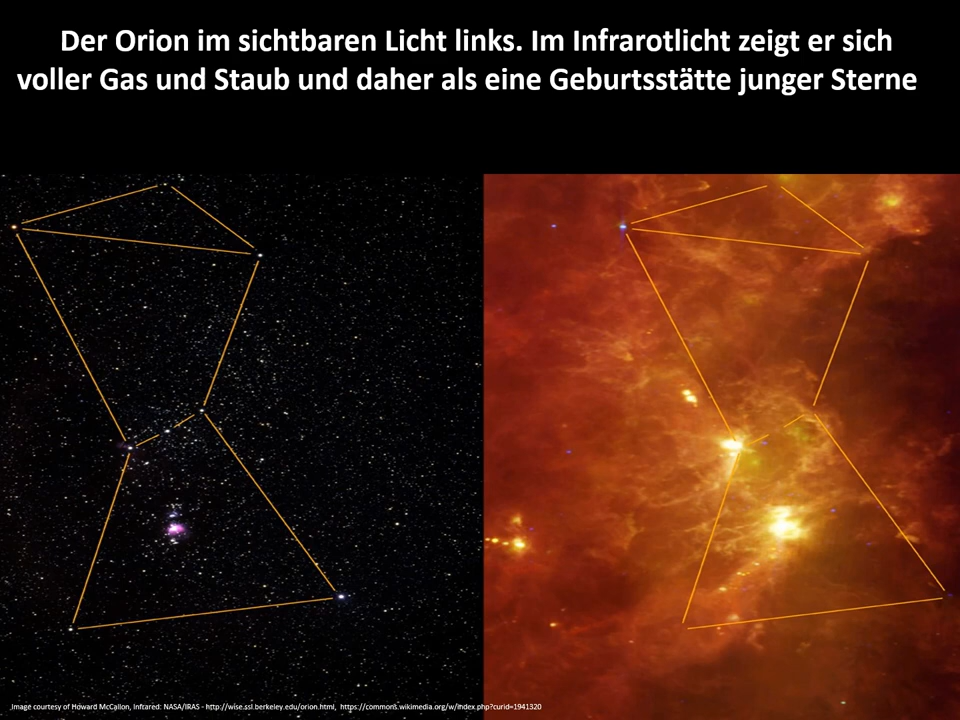 Der Orion im sichtbaren Licht links. Im Infrarotlicht zeigt er sich
voller Gas und Staub und daher als eine Geburtsstätte junger Sterne
Image courtesy of Howard McCallon, Infrared: NASA/IRAS - http://wise.ssl.berkeley.edu/orion.html, https://commons.wikimedia.org/w/index.php?curid=1941320